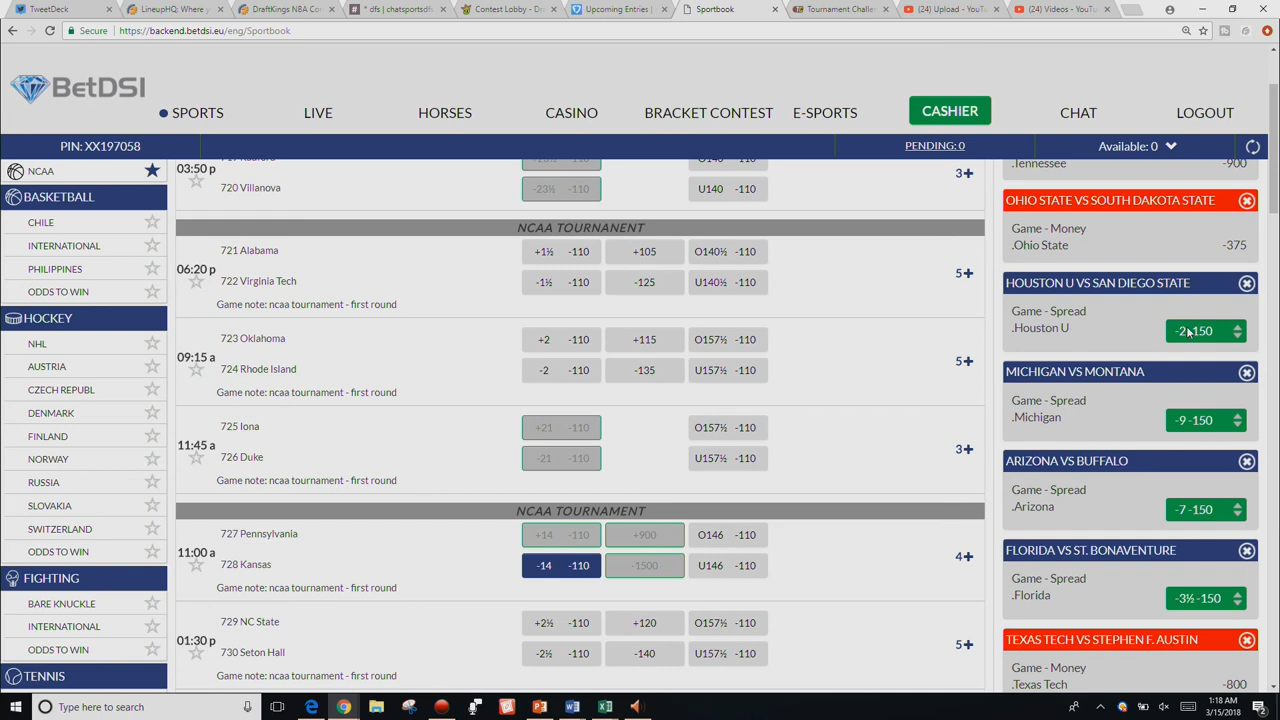 TweetDeck
LineupHQ: Where y
DraftKings NBA Co
* dfs | chatsportsdf
Contest Lobby - D
Upcoming Entries |
Sportbook
Tournament Challe
(24) Upload - YouT
(24) Videos - YouT
Secure
https://backend.betdsi.eu/eng/Sportbook
BetDSI
SPORTS
LIVE
HORSES
CASINO
BRACKET CONTEST
E-SPORTS
CASHIER
CHAT
LOGOUT
PIN: XX197058
PENDING: 0
Available: 0
NCAA
BASKETBALL
CHILE
INTERNATIONAL
PHILIPPINES
ODDS TO WIN
HOCKEY
NHL
AUSTRIA
CZECH REPUBL
DENMARK
FINLAND
NORWAY
RUSSIA
SLOVAKIA
SWITZERLAND
ODDS TO WIN
FIGHTING
BARE KNUCKLE
INTERNATIONAL
ODDS TO WIN
TENNIS
03:50 p
720 Villanova
-23½ -110
U140 -110
3+
NCAA TOURNANENT
06:20 p
721 Alabama
+1½ -110
+105
O140½ -110
722 Virginia Tech
-1½ -110
-125
U140½ -110
5+
Game note: ncaa tournament - first round
09:15 a
723 Oklahoma
+2 -110
+115
O157½ -110
724 Rhode Island
-2 -110
-135
U157½ -110
5+
Game note: ncaa tournament - first round
11:45 a
725 Iona
+21 -110
O157½ -110
726 Duke
-21 -110
U157½ -110
3+
Game note: ncaa tournament - first round
NCAA TOURNAMENT
11:00 a
727 Pennsylvania
+14 -110
+900
O146 -110
728 Kansas
-14 -110
-1500
U146 -110
4+
Game note: ncaa tournament - first round
01:30 p
729 NC State
+2½ -110
+120
O157½ -110
730 Seton Hall
-2½ -110
-140
U157½ -110
5+
Game note: ncaa tournament - first round
.Tennessee -900
OHIO STATE VS SOUTH DAKOTA STATE
Game - Money
.Ohio State -375
HOUSTON U VS SAN DIEGO STATE
Game - Spread
.Houston U
-150
MICHIGAN VS MONTANA
Game - Spread
.Michigan
-9 -150
ARIZONA VS BUFFALO
Game - Spread
.Arizona
-7 -150
FLORIDA VS ST. BONAVENTURE
Game - Spread
.Florida
-3½ -150
TEXAS TECH VS STEPHEN F. AUSTIN
Game - Money
.Texas Tech -800
Type here to search
1:18 AM
3/15/2018